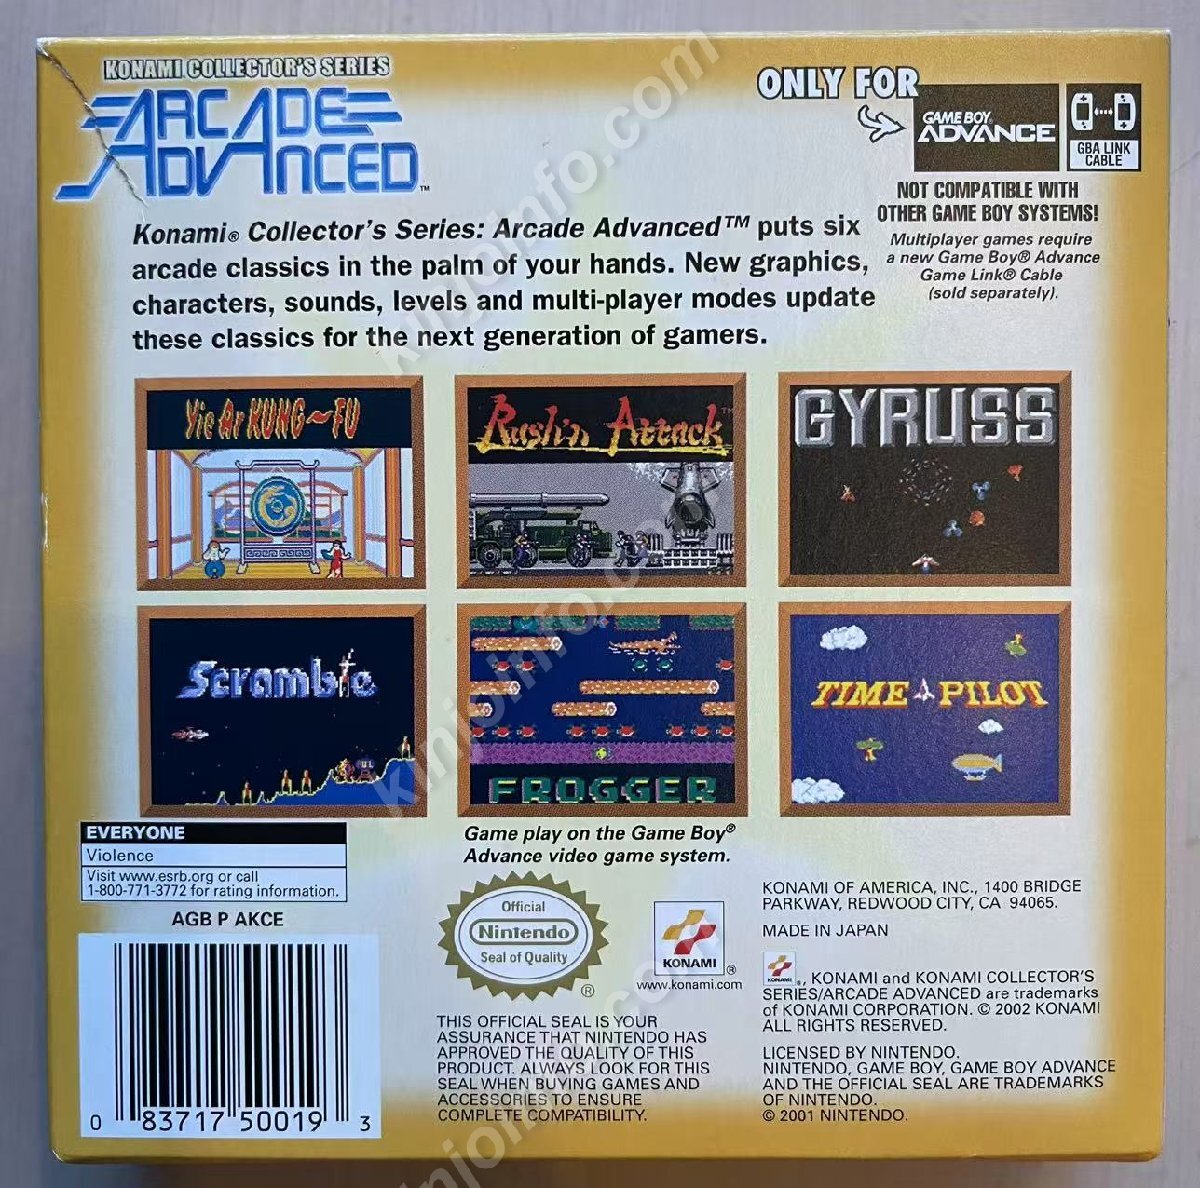 KONAMI COLLECTOR'S SERIES
ARCADE
ADVANCED™
ONLY FOR
GAME BOY
ADVANCE
GBA LINK
CABLE
NOT COMPATIBLE WITH
OTHER GAME BOY SYSTEMS!
Multiplayer games require
a new Game Boy® Advance
Game Link® Cable
(sold separately).
Konami® Collector's Series: Arcade Advanced™ puts six
arcade classics in the palm of your hands. New graphics,
characters, sounds, levels and multi-player modes update
these classics for the next generation of gamers.
Yie Ar KUNG~FU
Rush'n Attack™
GYRUSS
Scramble
FROGGER
TIME PILOT
EVERYONE
Violence
Visit www.esrb.org or call
1-800-771-3772 for rating information.
AGB P AKCE
0 83717 50019 3
Game play on the Game Boy®
Advance video game system.
Official
Nintendo
Seal of Quality
®
KONAMI
®
www.konami.com
THIS OFFICIAL SEAL IS YOUR
ASSURANCE THAT NINTENDO HAS
APPROVED THE QUALITY OF THIS
PRODUCT. ALWAYS LOOK FOR THIS
SEAL WHEN BUYING GAMES AND
ACCESSORIES TO ENSURE
COMPLETE COMPATIBILITY.
KONAMI OF AMERICA, INC., 1400 BRIDGE
PARKWAY, REDWOOD CITY, CA 94065.
MADE IN JAPAN
KONAMI ®, KONAMI and KONAMI COLLECTOR'S
SERIES/ARCADE ADVANCED are trademarks
of KONAMI CORPORATION. © 2002 KONAMI
ALL RIGHTS RESERVED.
LICENSED BY NINTENDO.
NINTENDO, GAME BOY, GAME BOY ADVANCE
AND THE OFFICIAL SEAL ARE TRADEMARKS
OF NINTENDO.
© 2001 NINTENDO.
kinjoinfo.com
kinjoinfo.com
kinjoinfo.com